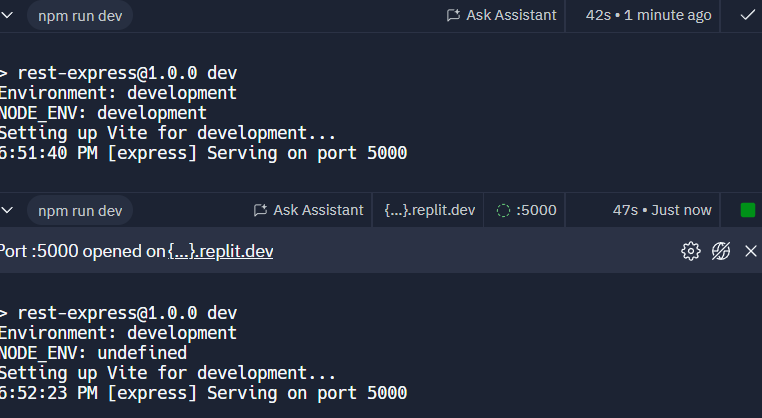 npm run dev Ask Assistant 42s • 1 minute ago
> rest-express@1.0.0 dev
Environment: development
NODE_ENV: development
Setting up Vite for development...
6:51:40 PM [express] Serving on port 5000
npm run dev Ask Assistant {...}.replit.dev :5000 47s • Just now
Port :5000 opened on {...}.replit.dev
> rest-express@1.0.0 dev
Environment: development
NODE_ENV: undefined
Setting up Vite for development...
6:52:23 PM [express] Serving on port 5000